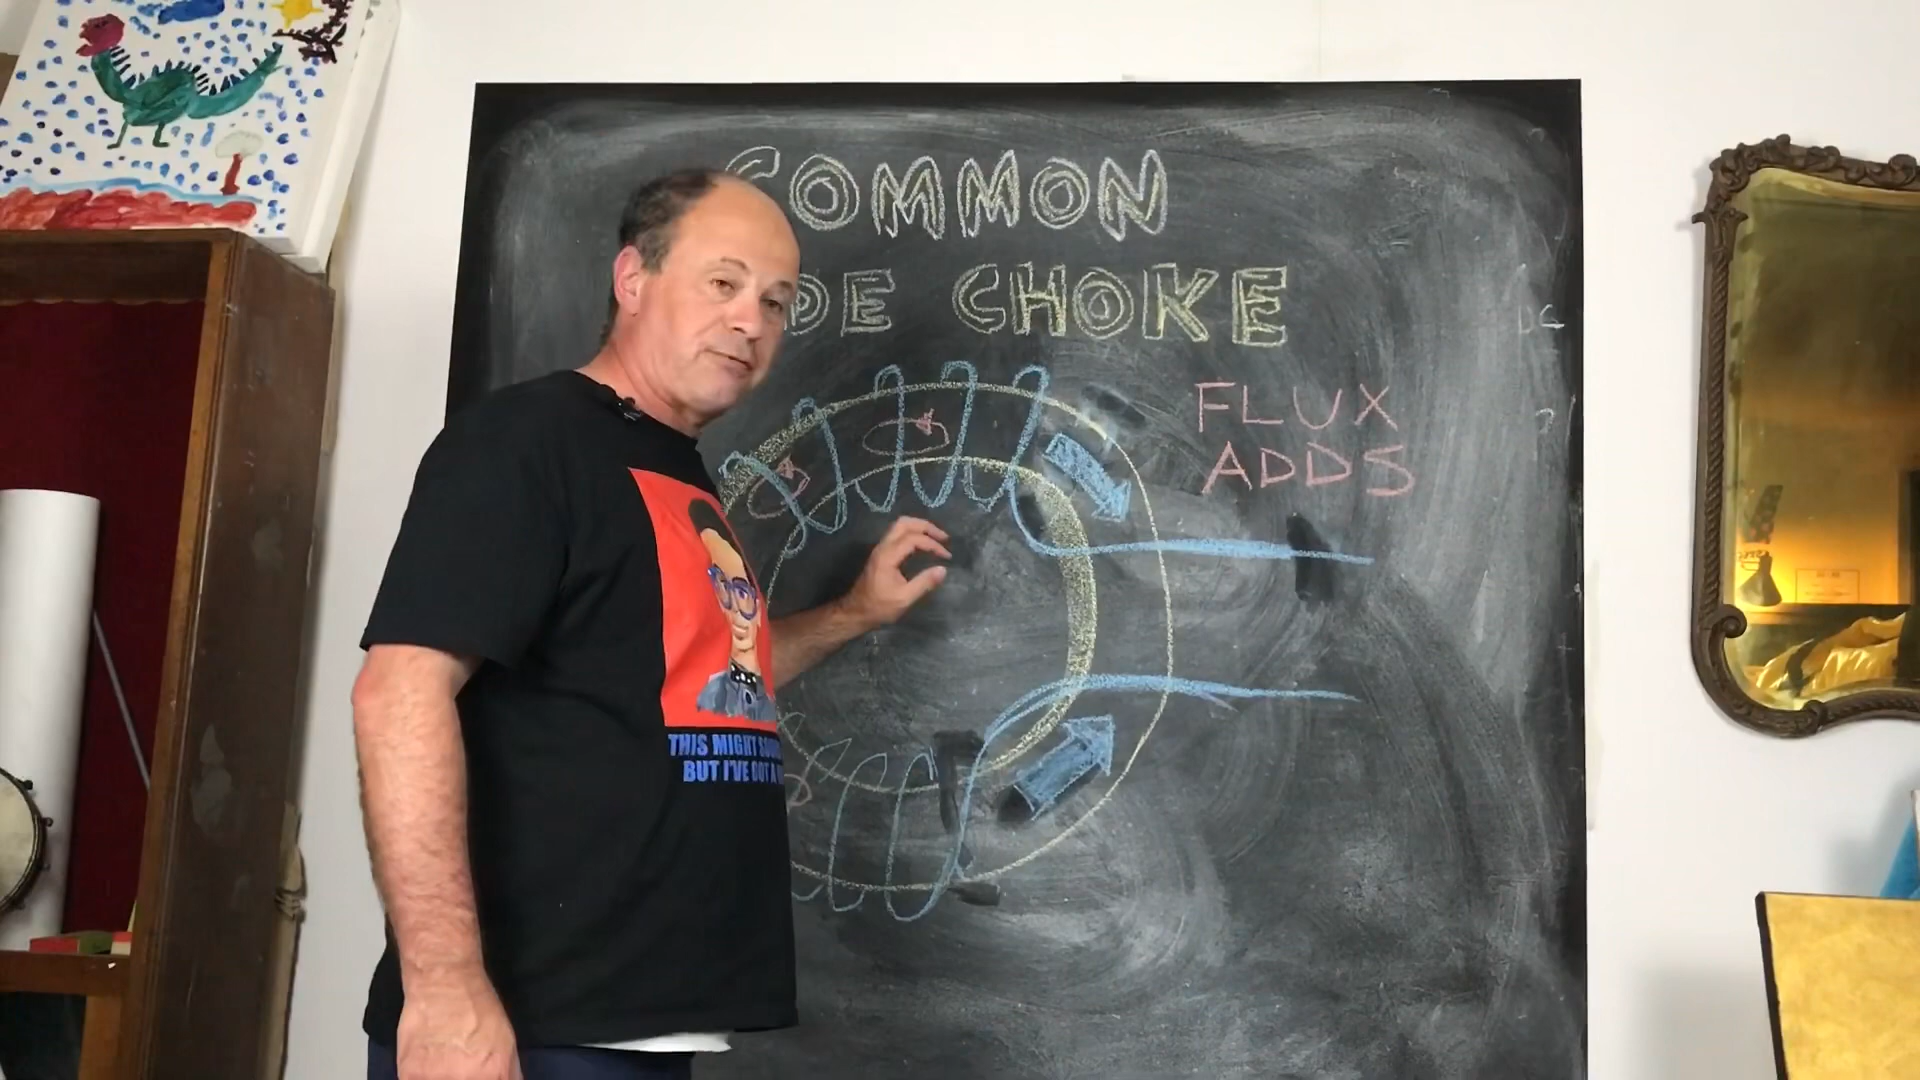 COMMON
DE CHOKE
FLUX
ADDS
THIS MIGHT
BUT I'VE GOT A